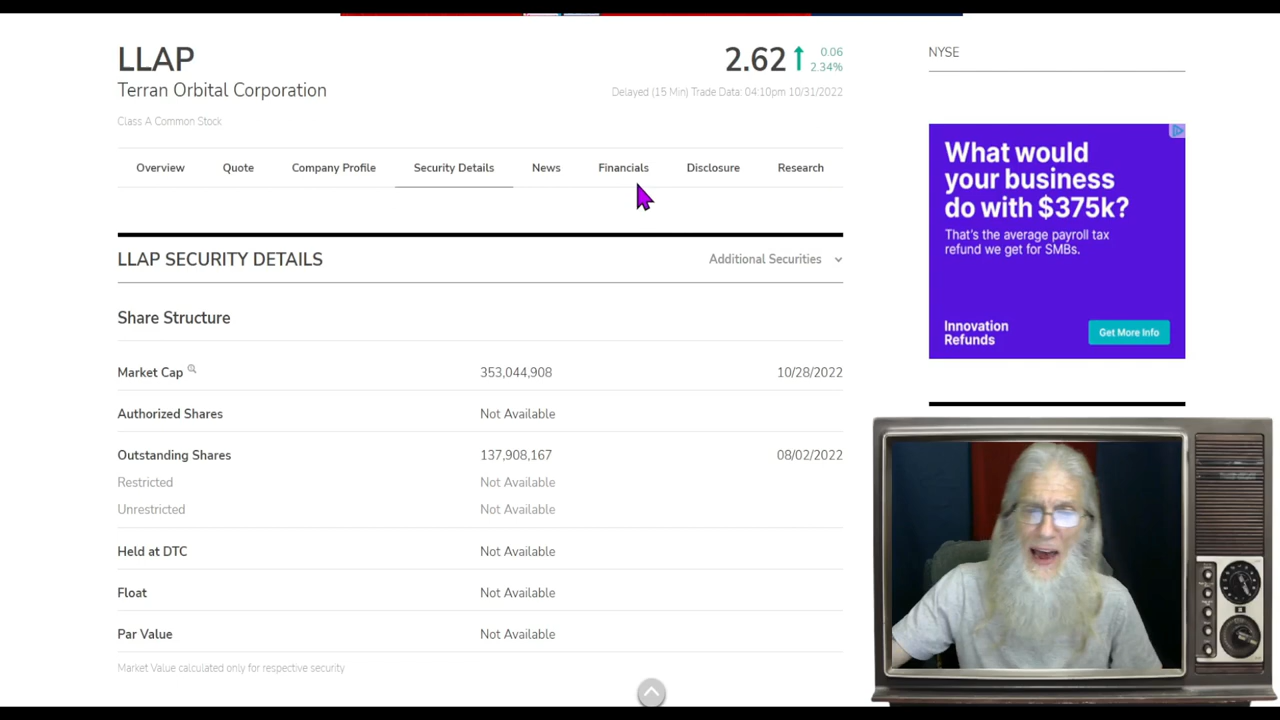 LLAP
2.62 0.06
2.34%
NYSE
Terran Orbital Corporation
Delayed (15 Min) Trade Data: 04:10pm 10/31/2022
Class A Common Stock
Overview Quote Company Profile Security Details News Financials Disclosure Research
What would
your business
do with $375k?
That's the average payroll tax
refund we get for SMBs.
Innovation
Refunds
Get More Info
LLAP SECURITY DETAILS Additional Securities
Share Structure
Market Cap 353,044,908 10/28/2022
Authorized Shares Not Available
Outstanding Shares 137,908,167 08/02/2022
Restricted Not Available
Unrestricted Not Available
Held at DTC Not Available
Float Not Available
Par Value Not Available
Market Value calculated only for respective security